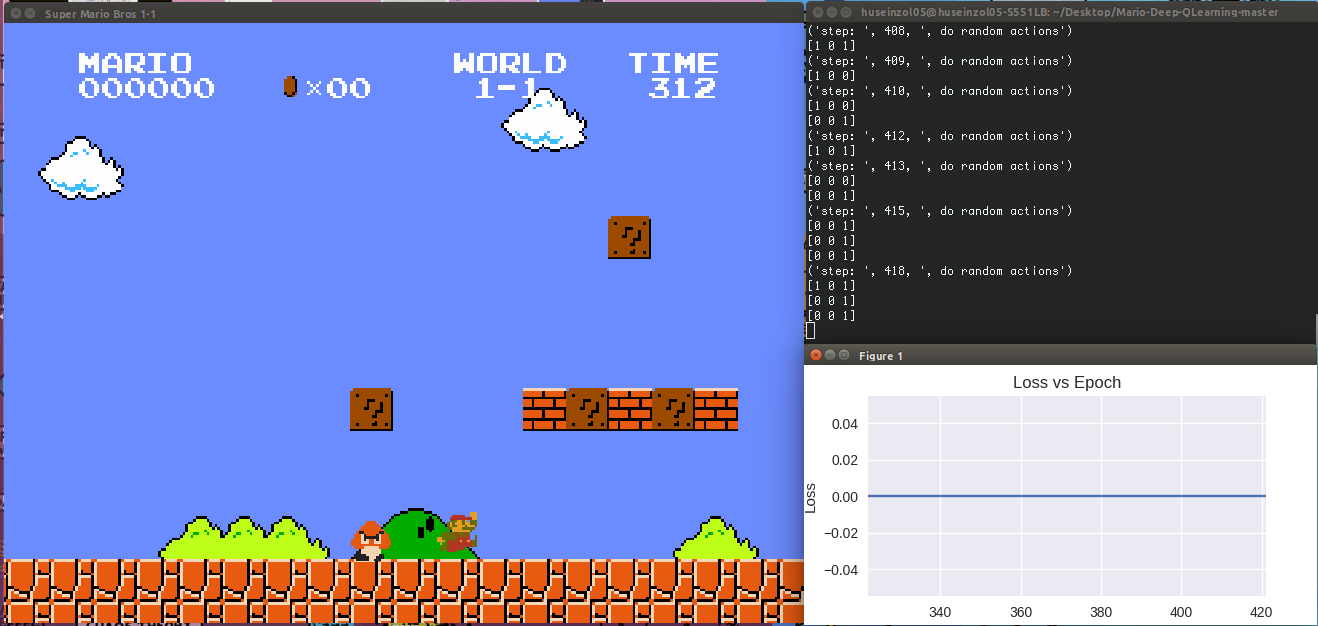 Super Mario Bros 1-1
MARIO
000000
×00
WORLD
1-1
TIME
312
huseinzol05@huseinzol05-S551LB: ~/Desktop/Mario-Deep-QLearning-master
('step: ', 408, ', do random actions')
[1 0 1]
('step: ', 409, ', do random actions')
[1 0 0]
('step: ', 410, ', do random actions')
[1 0 0]
[0 0 1]
('step: ', 412, ', do random actions')
[1 0 1]
('step: ', 413, ', do random actions')
[0 0 0]
[0 0 1]
('step: ', 415, ', do random actions')
[0 0 1]
[0 0 1]
[0 0 1]
('step: ', 418, ', do random actions')
[1 0 1]
[0 0 1]
[0 0 1]
Figure 1
Loss vs Epoch
Loss
0.04
0.02
0.00
−0.02
−0.04
340 360 380 400 420